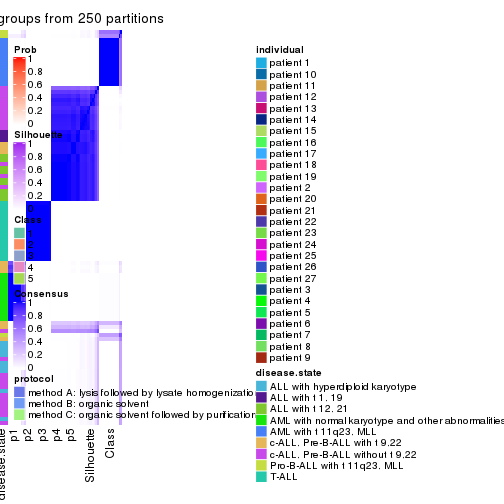 groups from 250 partitions
Prob
1
0.8
0.6
0.4
0.2
0
Silhouette
1
0.8
0.6
0.4
0.2
0
Class
1
2
3
4
5
Consensus
1
0.8
0.6
0.4
0.2
0
protocol
method A: lysis followed by lysate homogenizatio
method B: organic solvent
method C: organic solvent followed by purification
disease.state
p1
p2
p3
p4
p5
Silhouette
Class
individual
patient 1
patient 10
patient 11
patient 12
patient 13
patient 14
patient 15
patient 16
patient 17
patient 18
patient 19
patient 2
patient 20
patient 21
patient 22
patient 23
patient 24
patient 25
patient 26
patient 27
patient 3
patient 4
patient 5
patient 6
patient 7
patient 8
patient 9
disease.state
ALL with hyperdiploid karyotype
ALL with t 1. 19
ALL with t 12. 21
AML with normal karyotype and other abnormalities
AML with t 11q23. MLL
c-ALL. Pre-B-ALL with t 9.22
c-ALL. Pre-B-ALL without t 9.22
Pro-B-ALL with t 11q23. MLL
T-ALL